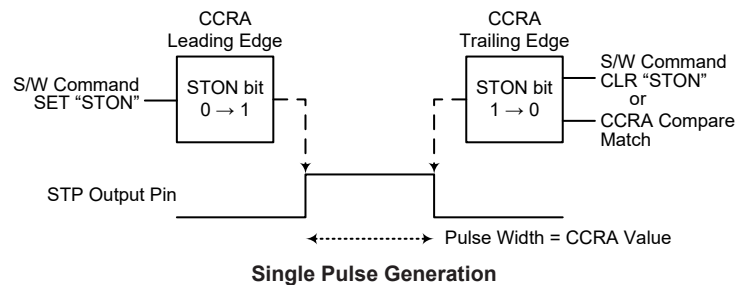 CCRA
Leading Edge
S/W Command
SET “STON”
STON bit
0 → 1
CCRA
Trailing Edge
STON bit
1 → 0
S/W Command
CLR “STON”
or
CCRA Compare
Match
STP Output Pin
Pulse Width = CCRA Value
Single Pulse Generation